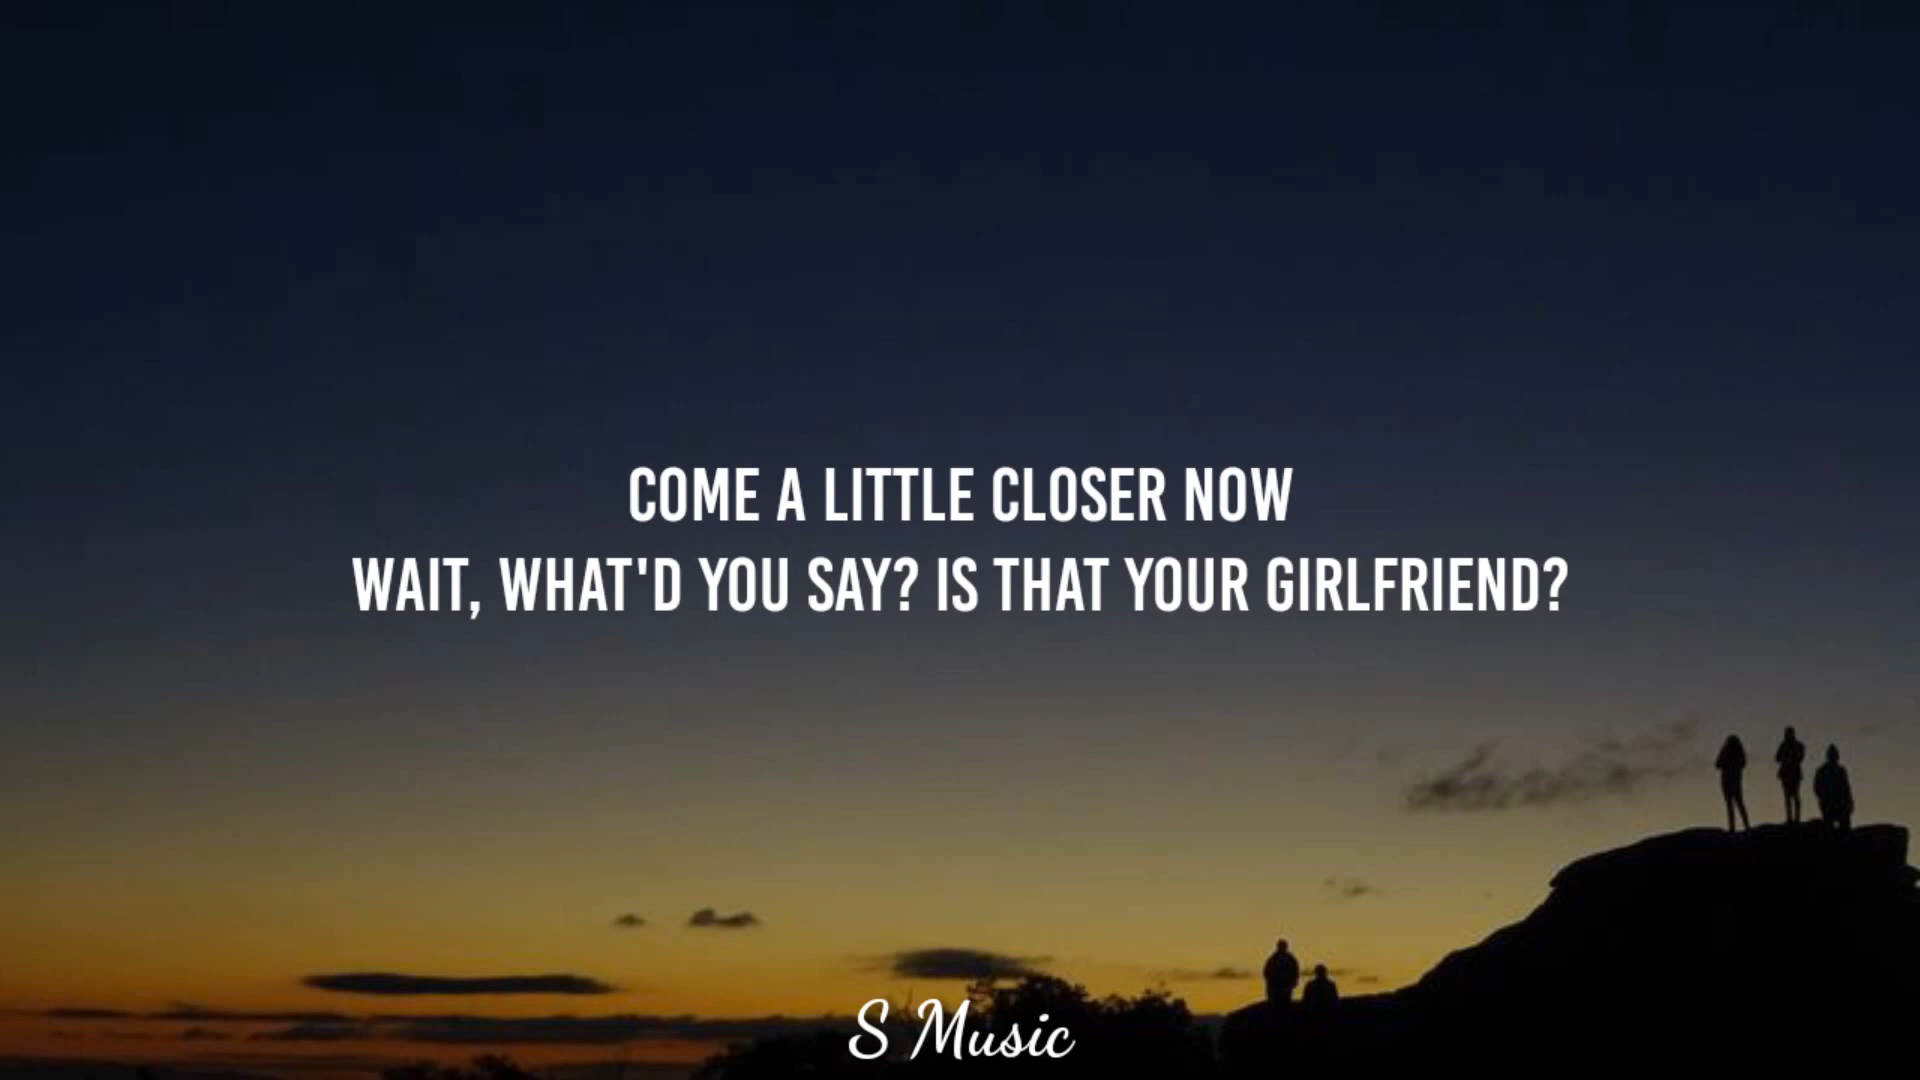 COME A LITTLE CLOSER NOW
WAIT, WHAT'D YOU SAY? IS THAT YOUR GIRLFRIEND?
S Music